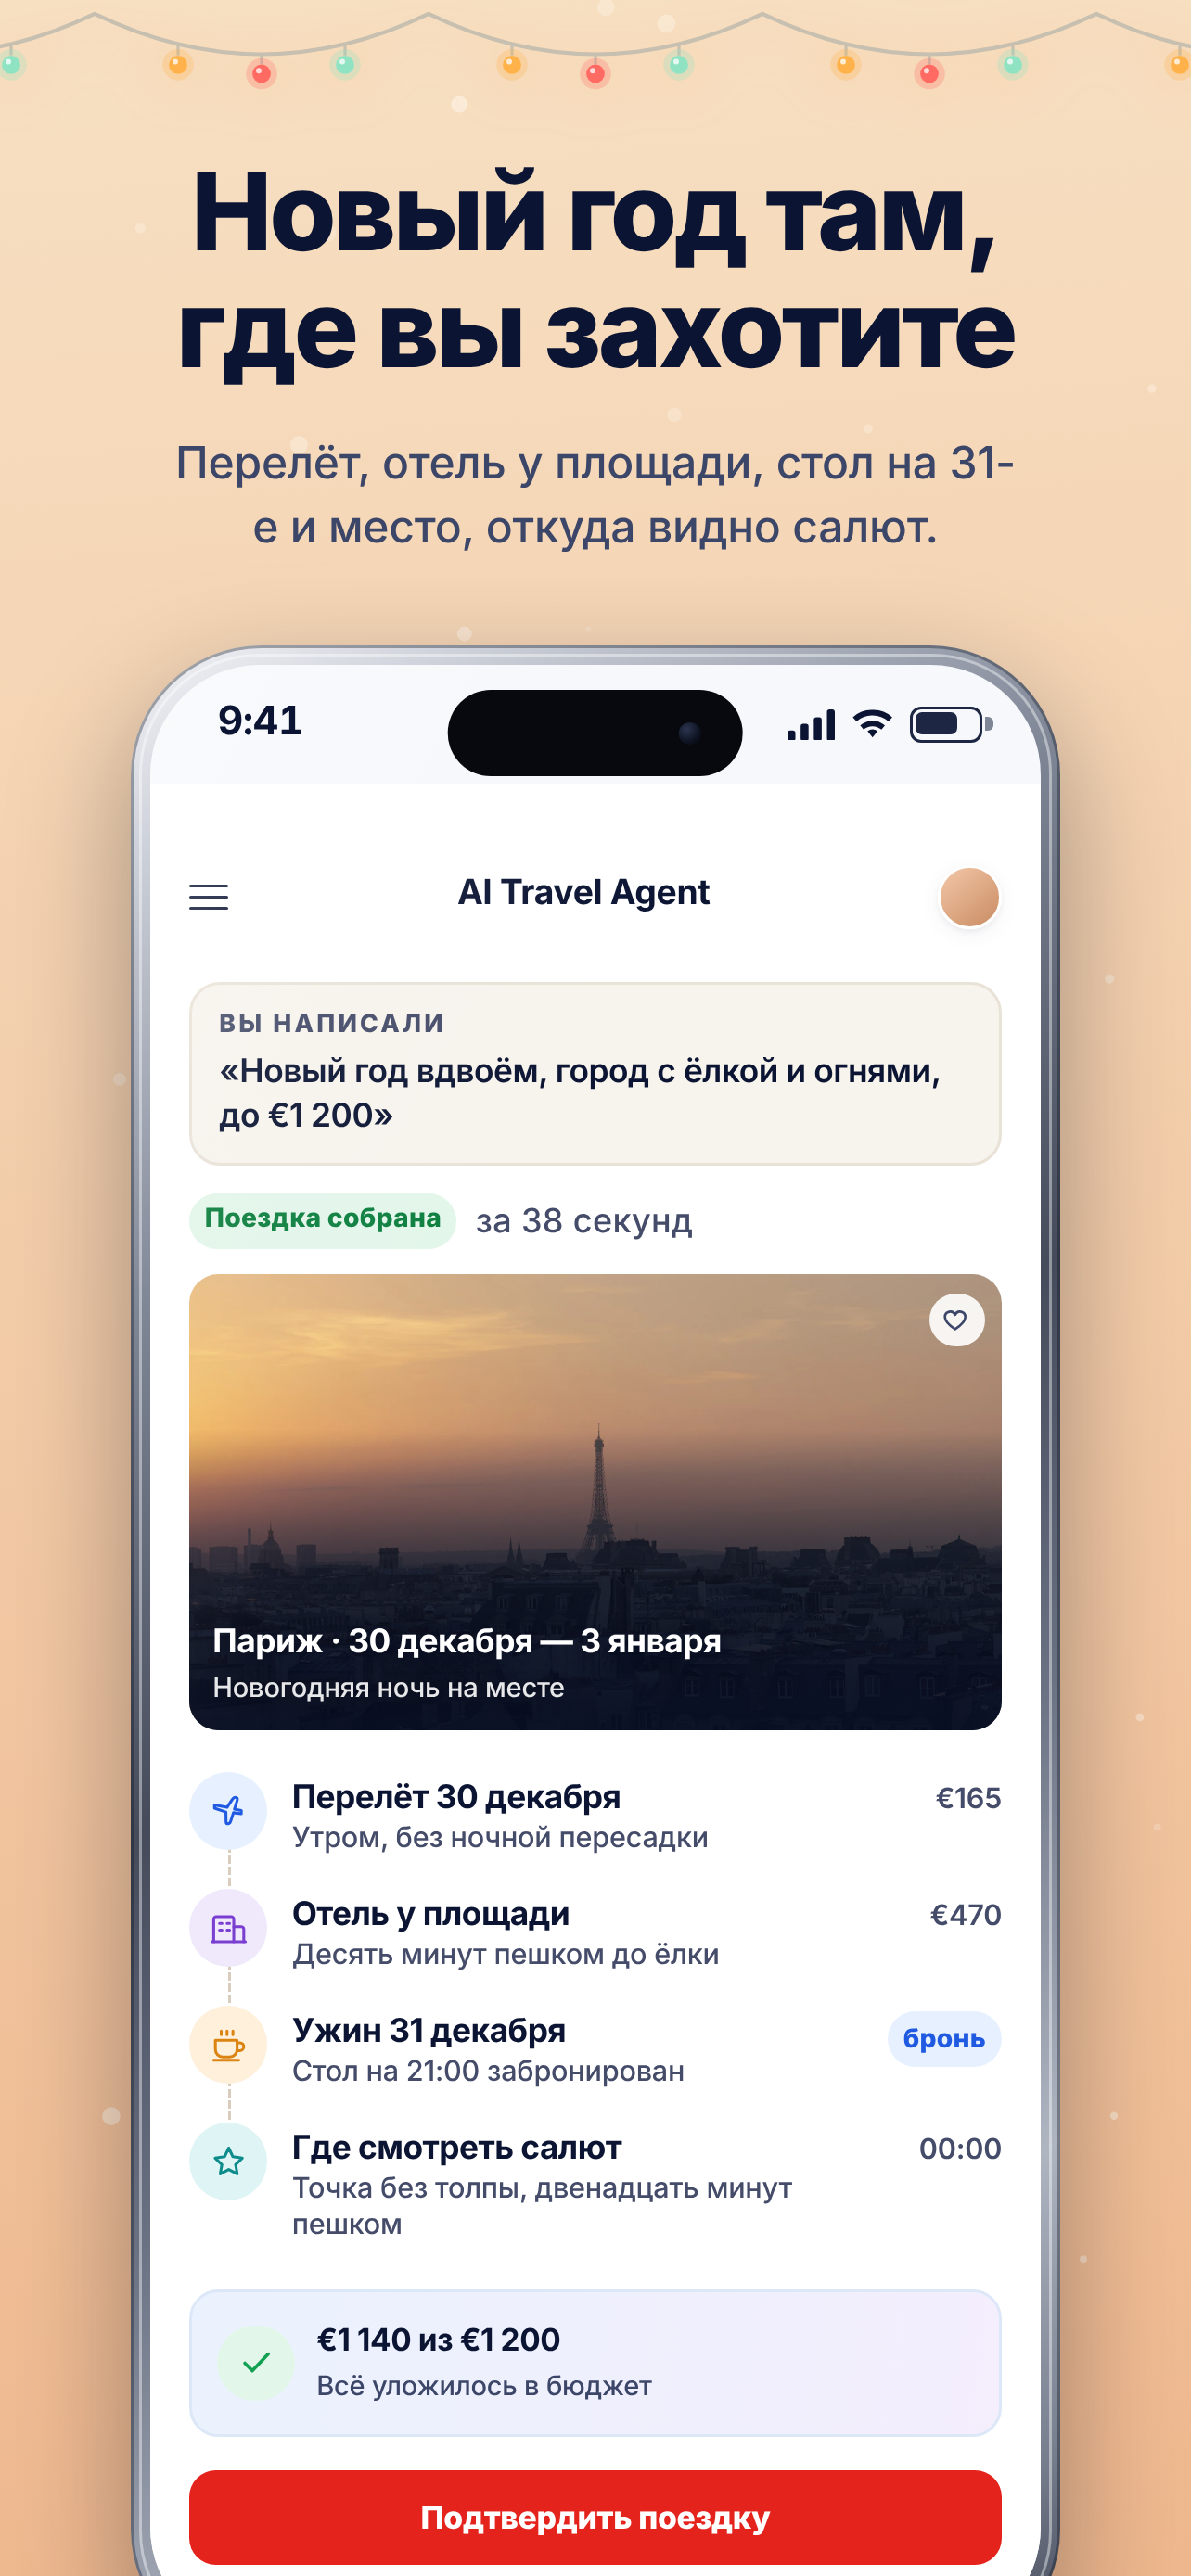 Новый год там,
где вы захотите
Перелёт, отель у площади, стол на 31-
е и место, откуда видно салют.
9:41
AI Travel Agent
ВЫ НАПИСАЛИ
«Новый год вдвоём, город с ёлкой и огнями,
до €1 200»
Поездка собрана за 38 секунд
Париж · 30 декабря — 3 января
Новогодняя ночь на месте
Перелёт 30 декабря €165
Утром, без ночной пересадки
Отель у площади €470
Десять минут пешком до ёлки
Ужин 31 декабря бронь
Стол на 21:00 забронирован
Где смотреть салют 00:00
Точка без толпы, двенадцать минут
пешком
€1 140 из €1 200
Всё уложилось в бюджет
Подтвердить поездку